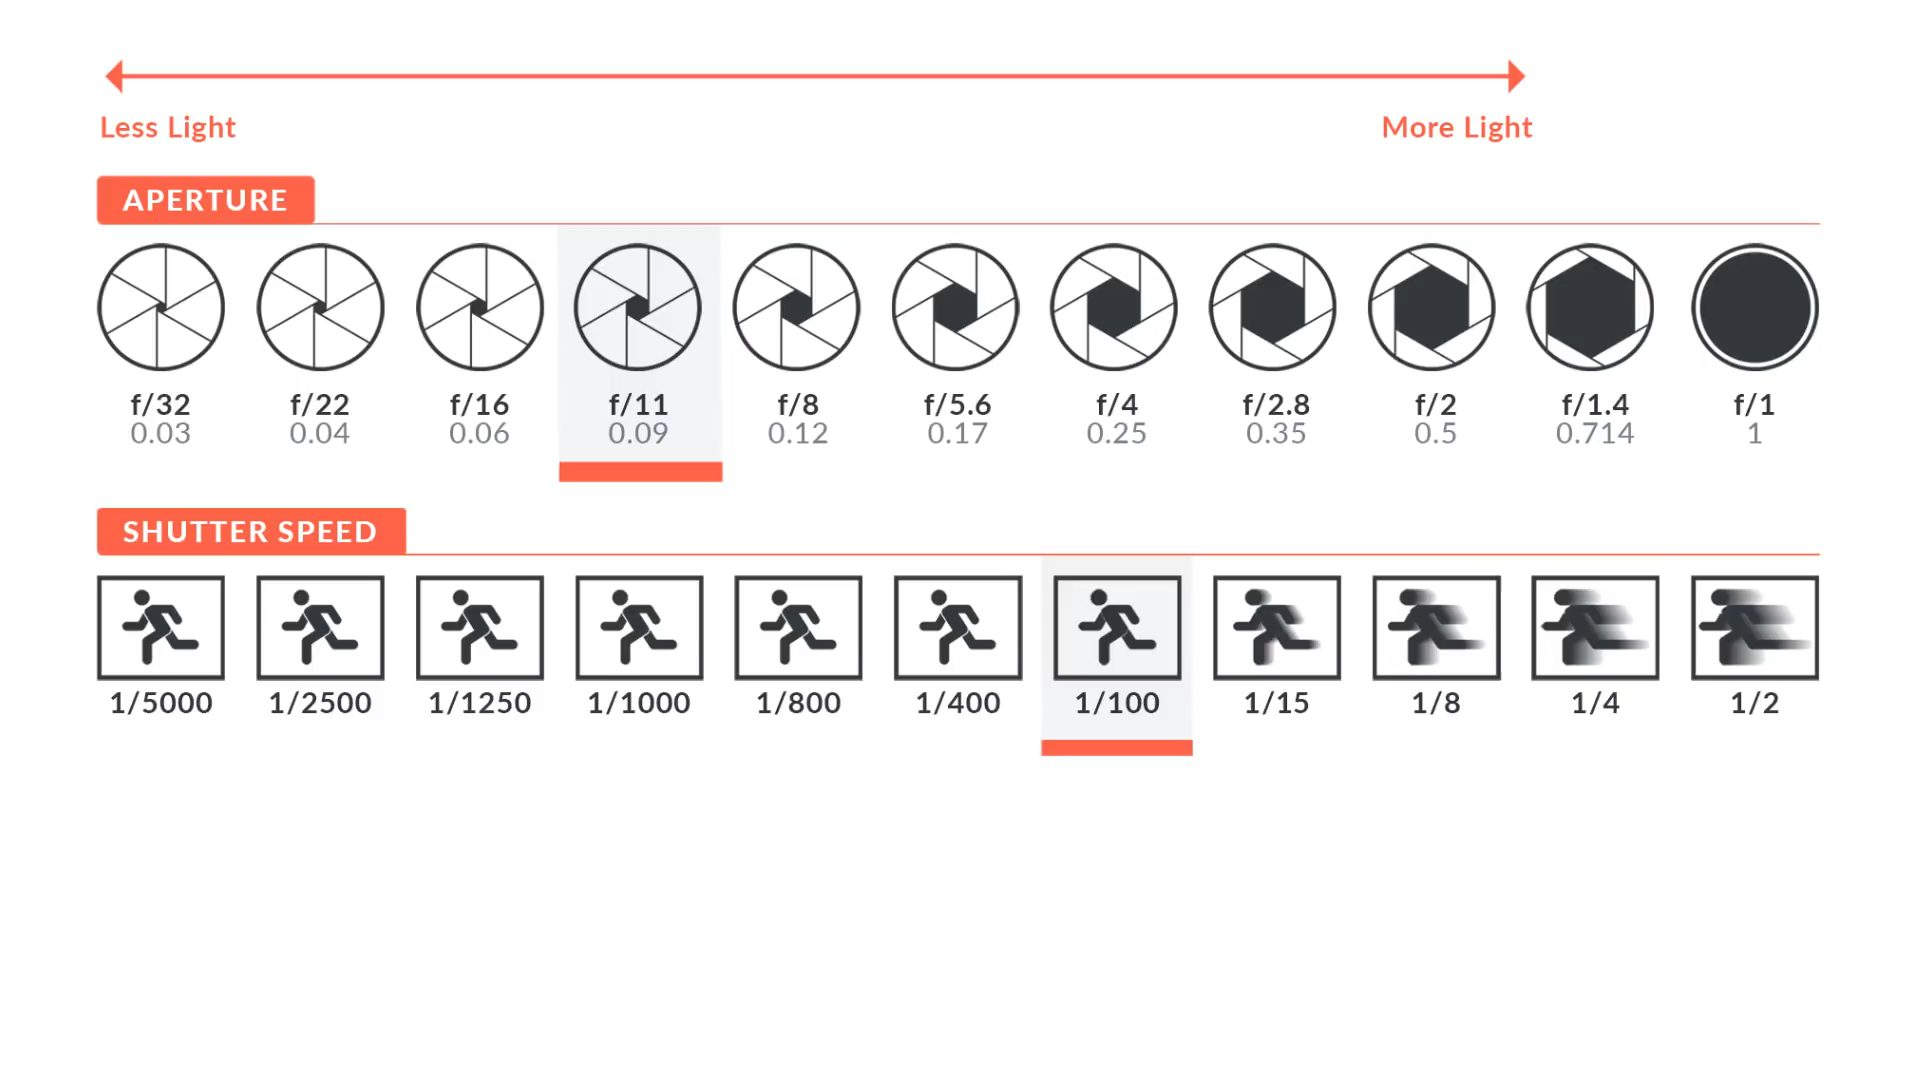 Less Light More Light
APERTURE
f/32 f/22 f/16 f/11 f/8 f/5.6 f/4 f/2.8 f/2 f/1.4 f/1
0.03 0.04 0.06 0.09 0.12 0.17 0.25 0.35 0.5 0.714 1
SHUTTER SPEED
1/5000 1/2500 1/1250 1/1000 1/800 1/400 1/100 1/15 1/8 1/4 1/2